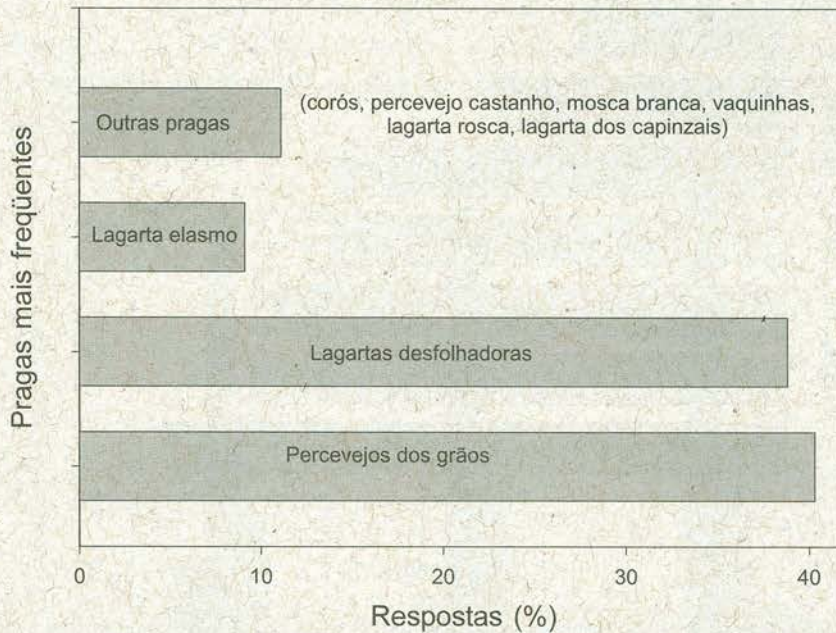 Pragas mais freqüentes
Outras pragas
(corós, percevejo castanho, mosca branca, vaquinhas,
lagarta rosca, lagarta dos capinzais)
Lagarta elasmo
Lagartas desfolhadoras
Percevejos dos grãos
0 10 20 30 40
Respostas (%)